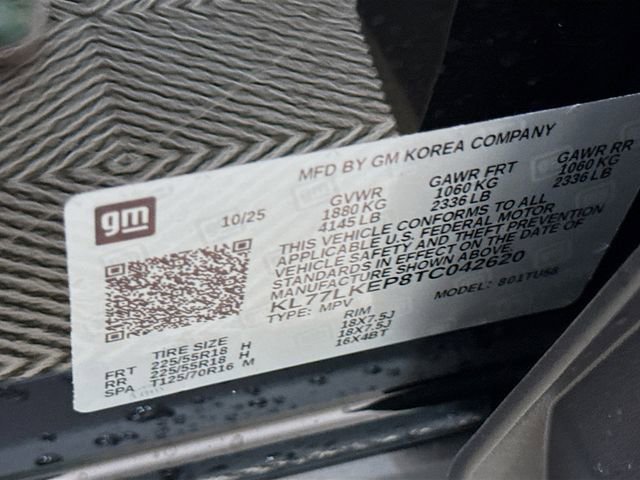 MFD BY GM KOREA COMPANY
gm
10/25
GVWR GAWR FRT GAWR RR
1880 KG 1060 KG 1060 KG
4145 LB 2336 LB 2336 LB
THIS VEHICLE CONFORMS TO ALL
APPLICABLE U.S. FEDERAL MOTOR
VEHICLE SAFETY AND THEFT PREVENTION
STANDARDS IN EFFECT ON THE DATE OF
MANUFACTURE SHOWN ABOVE.
KL77LKEP8TC042620
TYPE: MPV MODEL:
TIRE SIZE RIM
FRT 225/55R18 H 18X7.5J
RR 225/55R18 H 18X7.5J
SPA T125/70R16 M 16X4BT